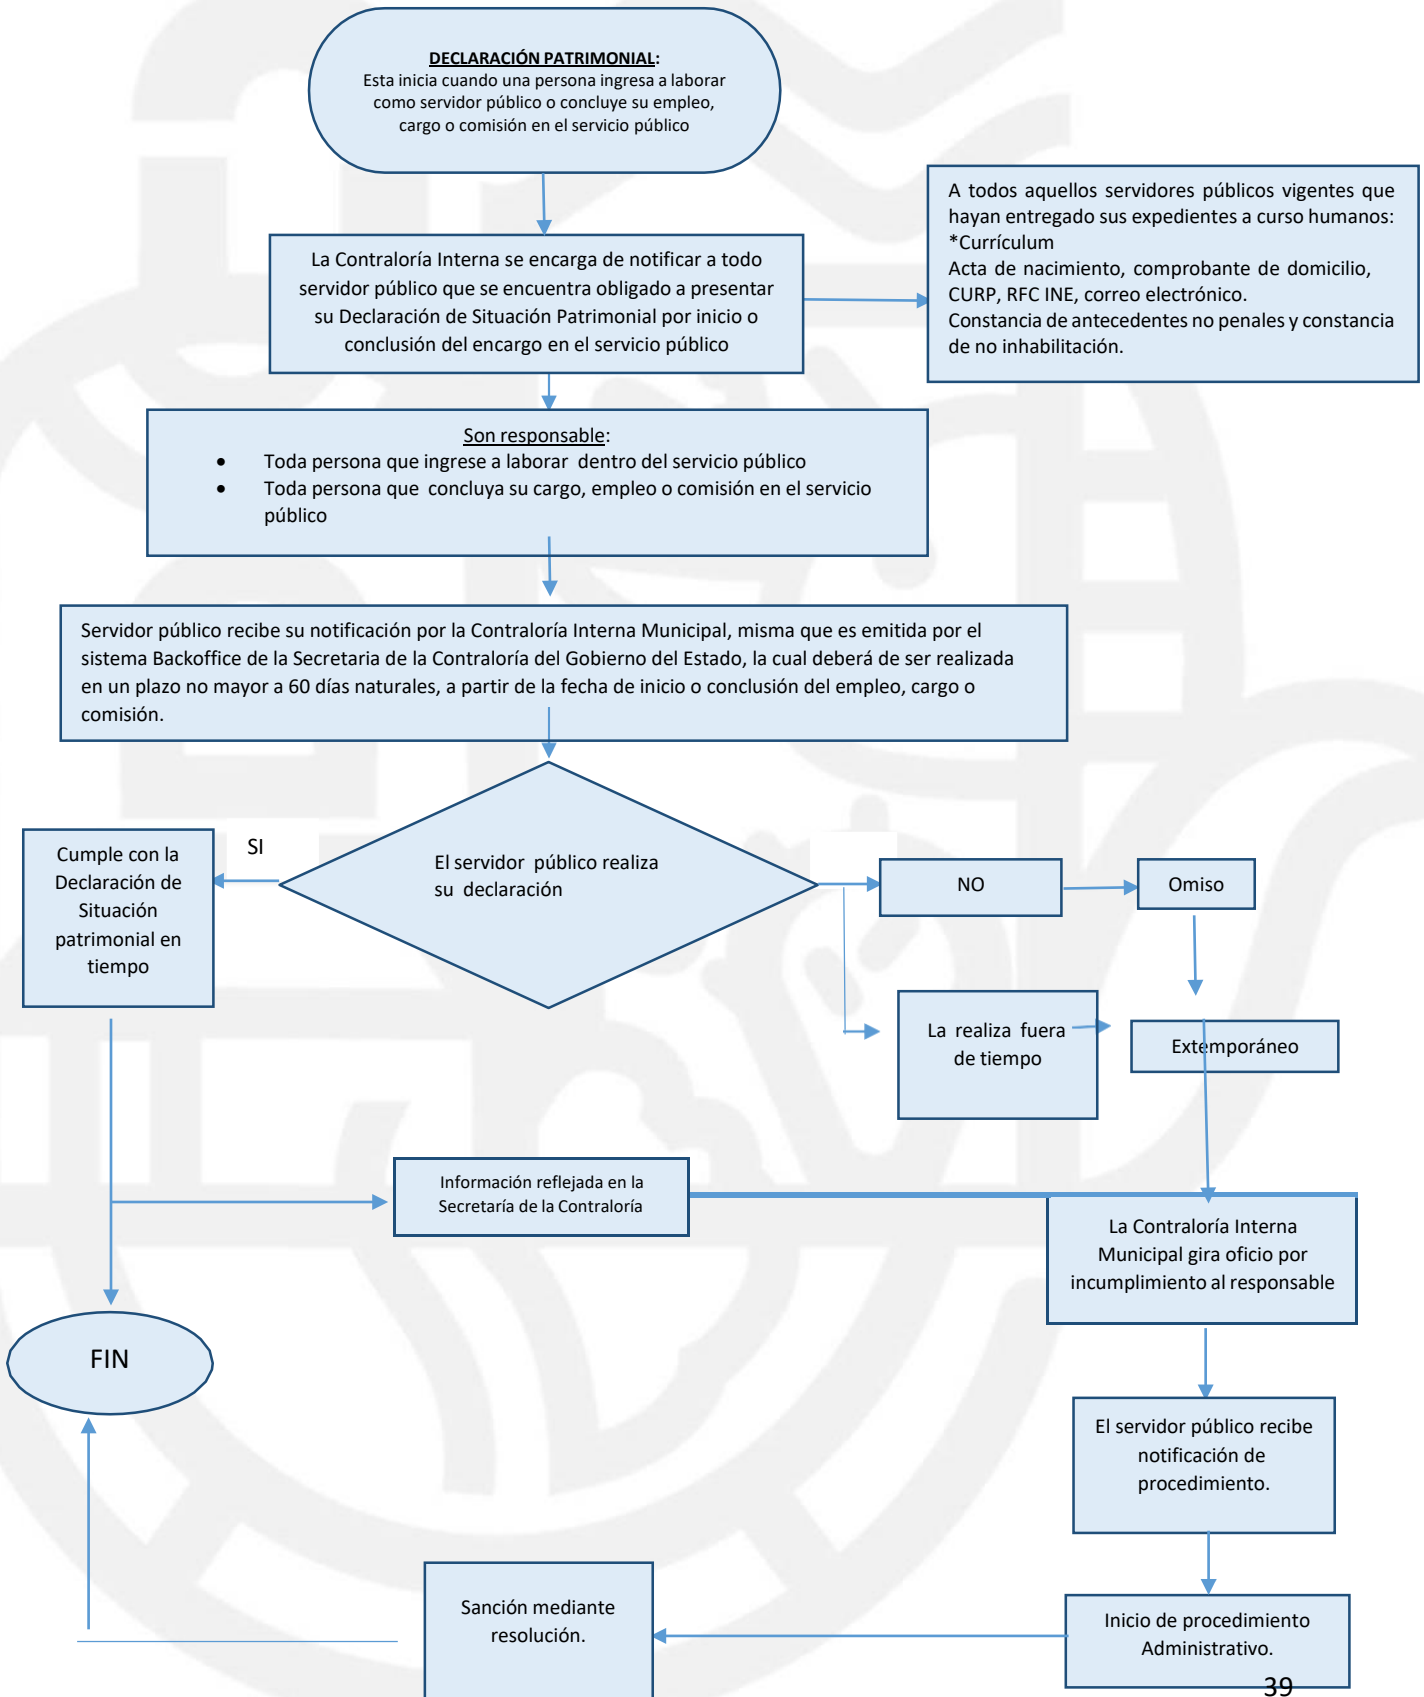 DECLARACIÓN PATRIMONIAL:
Esta inicia cuando una persona ingresa a laborar
como servidor público o concluye su empleo,
cargo o comisión en el servicio público
A todos aquellos servidores públicos vigentes que
hayan entregado sus expedientes a curso humanos:
*Currículum
Acta de nacimiento, comprobante de domicilio,
CURP, RFC INE, correo electrónico.
Constancia de antecedentes no penales y constancia
de no inhabilitación.
La Contraloría Interna se encarga de notificar a todo
servidor público que se encuentra obligado a presentar
su Declaración de Situación Patrimonial por inicio o
conclusión del encargo en el servicio público
Son responsable:
• Toda persona que ingrese a laborar dentro del servicio público
• Toda persona que concluya su cargo, empleo o comisión en el servicio
público
Servidor público recibe su notificación por la Contraloría Interna Municipal, misma que es emitida por el
sistema Backoffice de la Secretaria de la Contraloría del Gobierno del Estado, la cual deberá de ser realizada
en un plazo no mayor a 60 días naturales, a partir de la fecha de inicio o conclusión del empleo, cargo o
comisión.
El servidor público realiza
su declaración
SI
Cumple con la
Declaración de
Situación
patrimonial en
tiempo
NO
Omiso
La realiza fuera
de tiempo
Extemporáneo
Información reflejada en la
Secretaría de la Contraloría
La Contraloría Interna
Municipal gira oficio por
incumplimiento al responsable
FIN
El servidor público recibe
notificación de
procedimiento.
Sanción mediante
resolución.
Inicio de procedimiento
Administrativo.
39